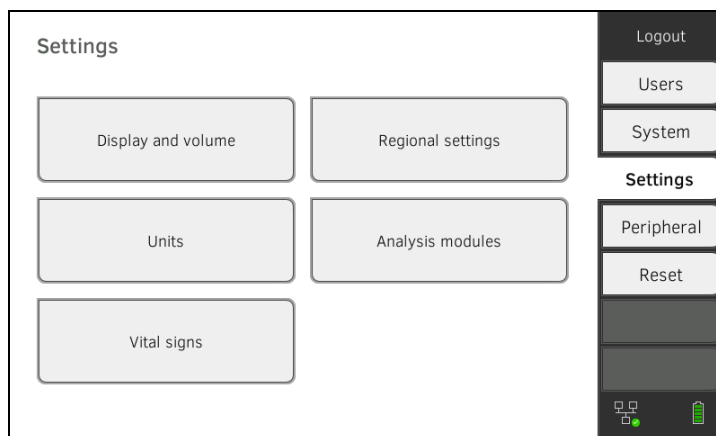 Settings
Display and volume
Regional settings
Units
Analysis modules
Vital signs
Logout
Users
System
Settings
Peripheral
Reset